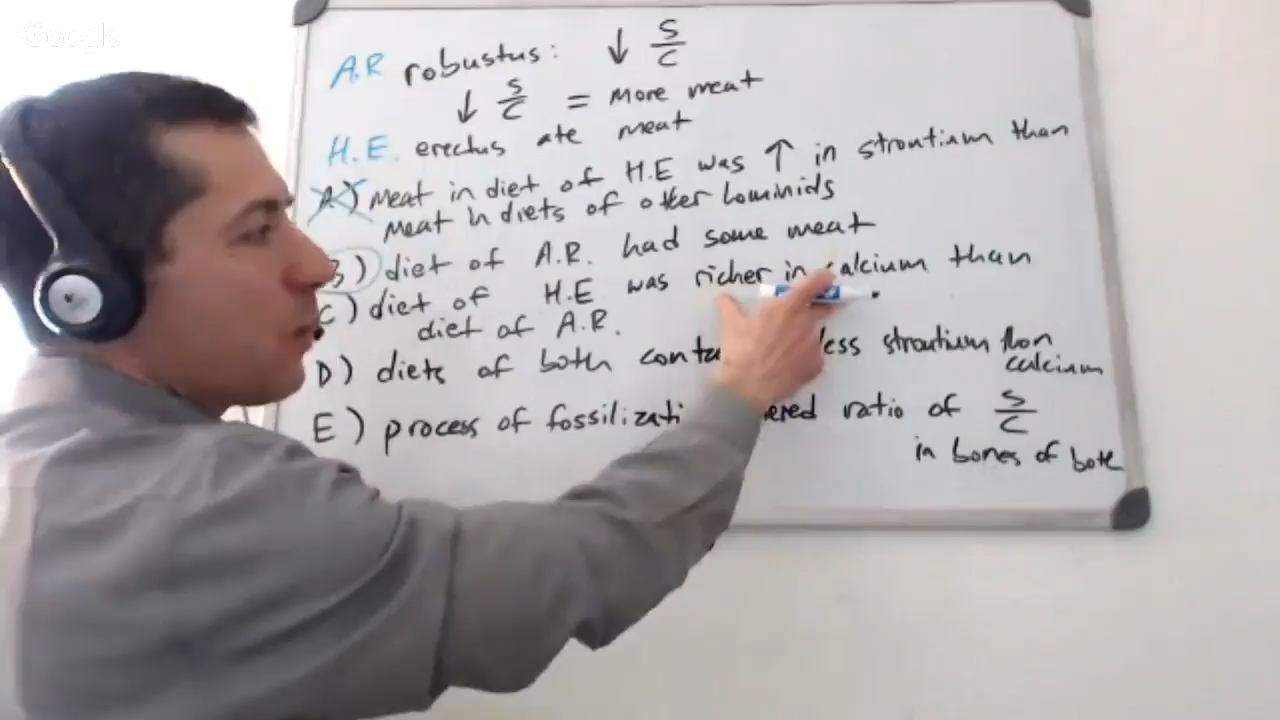 Google
A.R robustus: ↓ S/C
↓ S/C = more meat
H.E. erectus ate meat
A) meat in diet of H.E was ↑ in strontium than
meat in diets of other hominids
B) diet of A.R. had some meat
C) diet of H.E was richer in calcium than
diet of A.R.
D) diets of both less strontium than
calcium
E) process of ratio of S/C
in bones of both